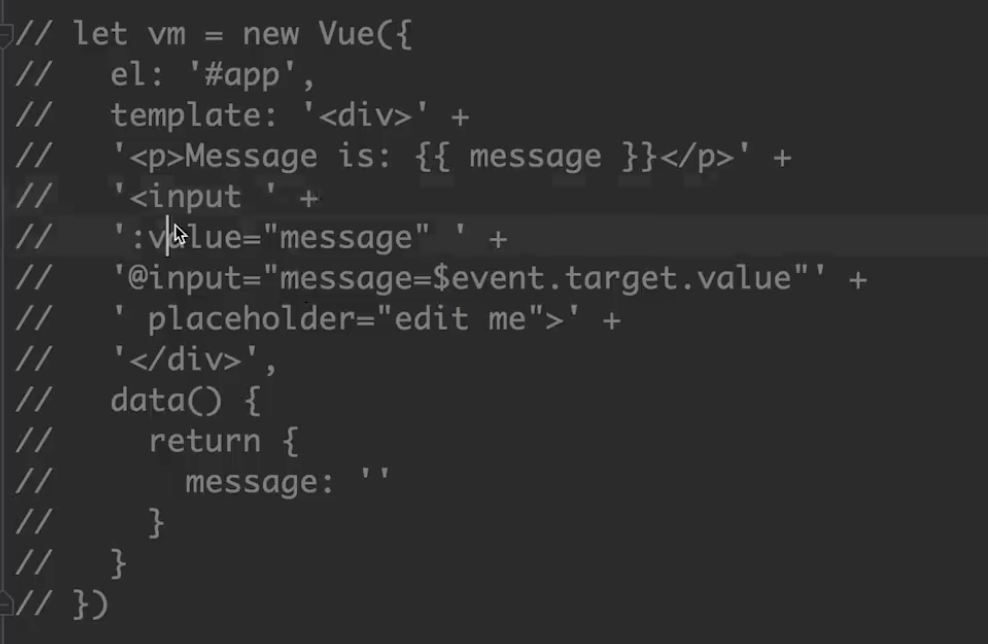 // let vm = new Vue({
//   el: '#app',
//   template: '<div>' +
//   '<p>Message is: {{ message }}</p>' +
//   '<input ' +
//   ':value="message" ' +
//   '@input="message=$event.target.value"' +
//   ' placeholder="edit me">' +
//   '</div>',
//   data() {
//     return {
//       message: ''
//     }
//   }
// })